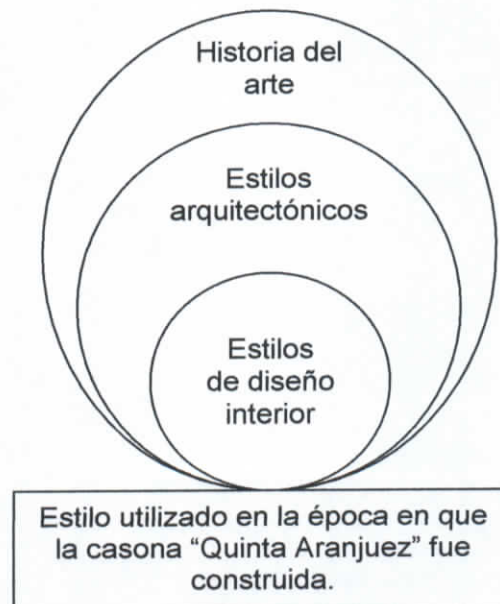 Historia del
arte
Estilos
arquitectónicos
Estilos
de diseño
interior
Estilo utilizado en la época en que
la casona “Quinta Aranjuez” fue
construida.